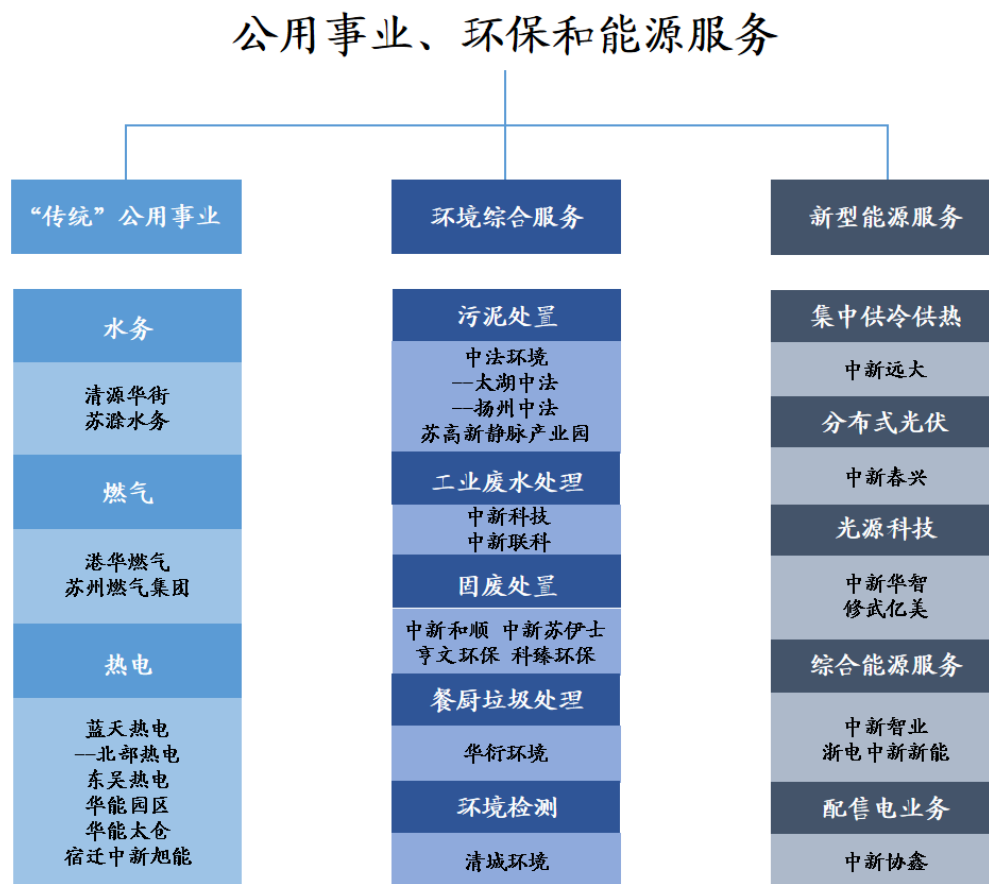 公用事业、环保和能源服务
“传统”公用事业
水务
清源华衍
苏滁水务
燃气
港华燃气
苏州燃气集团
热电
蓝天热电
——北部热电
东吴热电
华能园区
华能太仓
宿迁中新旭能
环境综合服务
污泥处置
中法环境
——太湖中法
——扬州中法
苏高新静脉产业园
工业废水处理
中新科技
中新联科
固废处置
中新和顺 中新苏伊士
亨文环保 科臻环保
餐厨垃圾处理
华衍环境
环境检测
清城环境
新型能源服务
集中供冷供热
中新远大
分布式光伏
中新春兴
光源科技
中新华智
修武亿美
综合能源服务
中新智业
浙电中新新能
配售电业务
中新协鑫